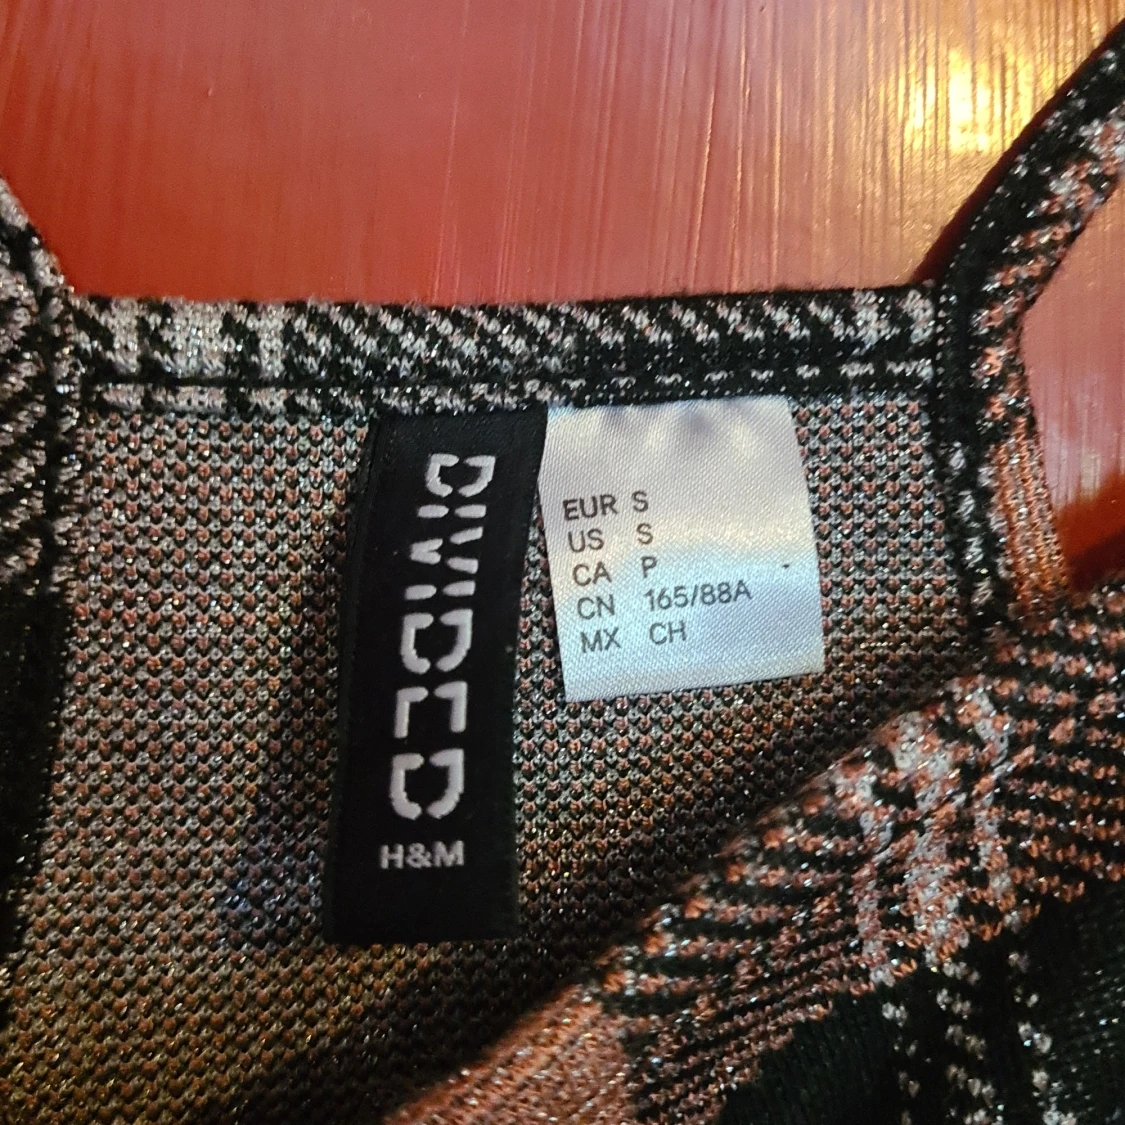 DIVIDED
H&M
EUR S
US S
CA P
CN 165/88A
MX CH